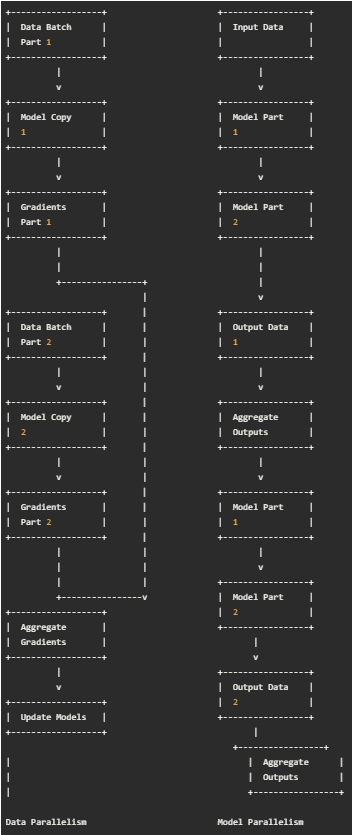 Data Batch
Part 1
Model Copy
1
Gradients
Part 1
Data Batch
Part 2
Model Copy
2
Gradients
Part 2
Aggregate
Gradients
Update Models
Data Parallelism
Input Data
Model Part
1
Model Part
2
Output Data
1
Aggregate
Outputs
Model Part
1
Model Part
2
Output Data
2
Aggregate
Outputs
Model Parallelism